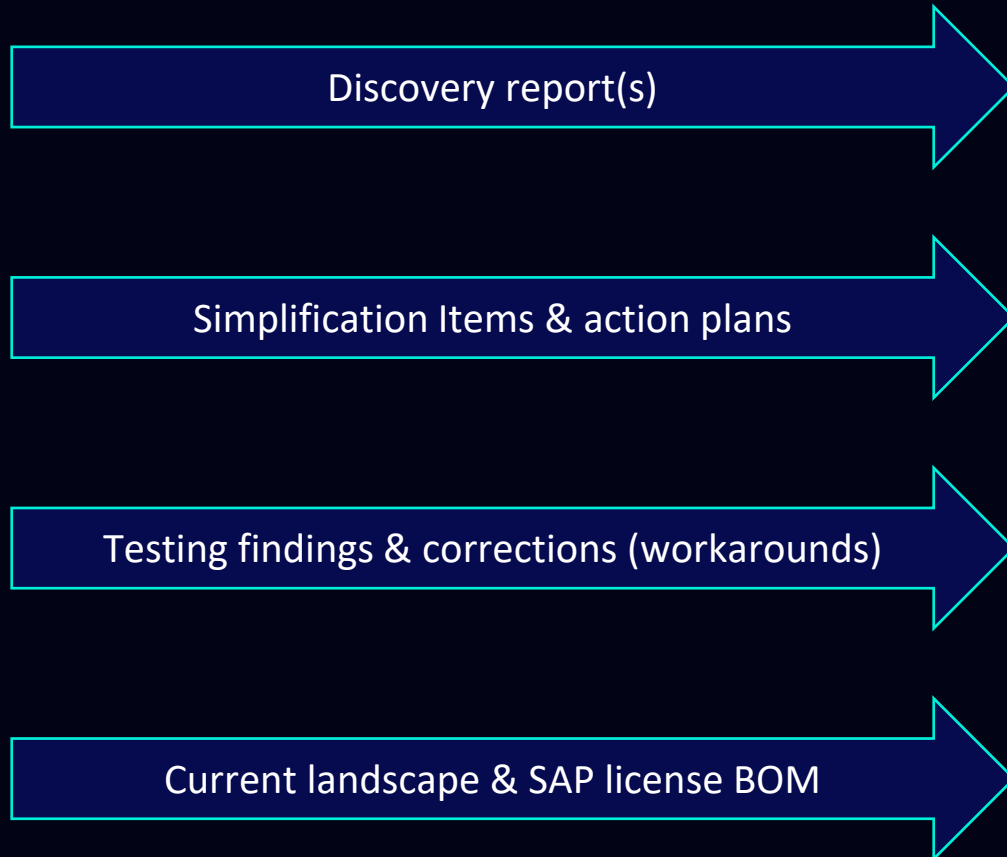 Discovery report(s)
Simplification Items & action plans
Testing findings & corrections (workarounds)
Current landscape & SAP license BOM